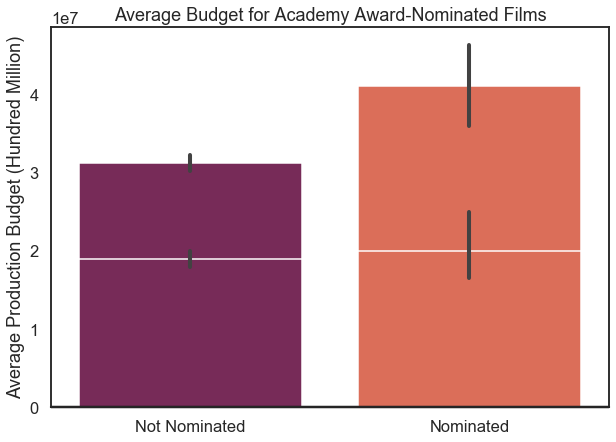 Average Budget for Academy Award-Nominated Films
1e7
Average Production Budget (Hundred Million)
4
3
2
1
0
Not Nominated
Nominated